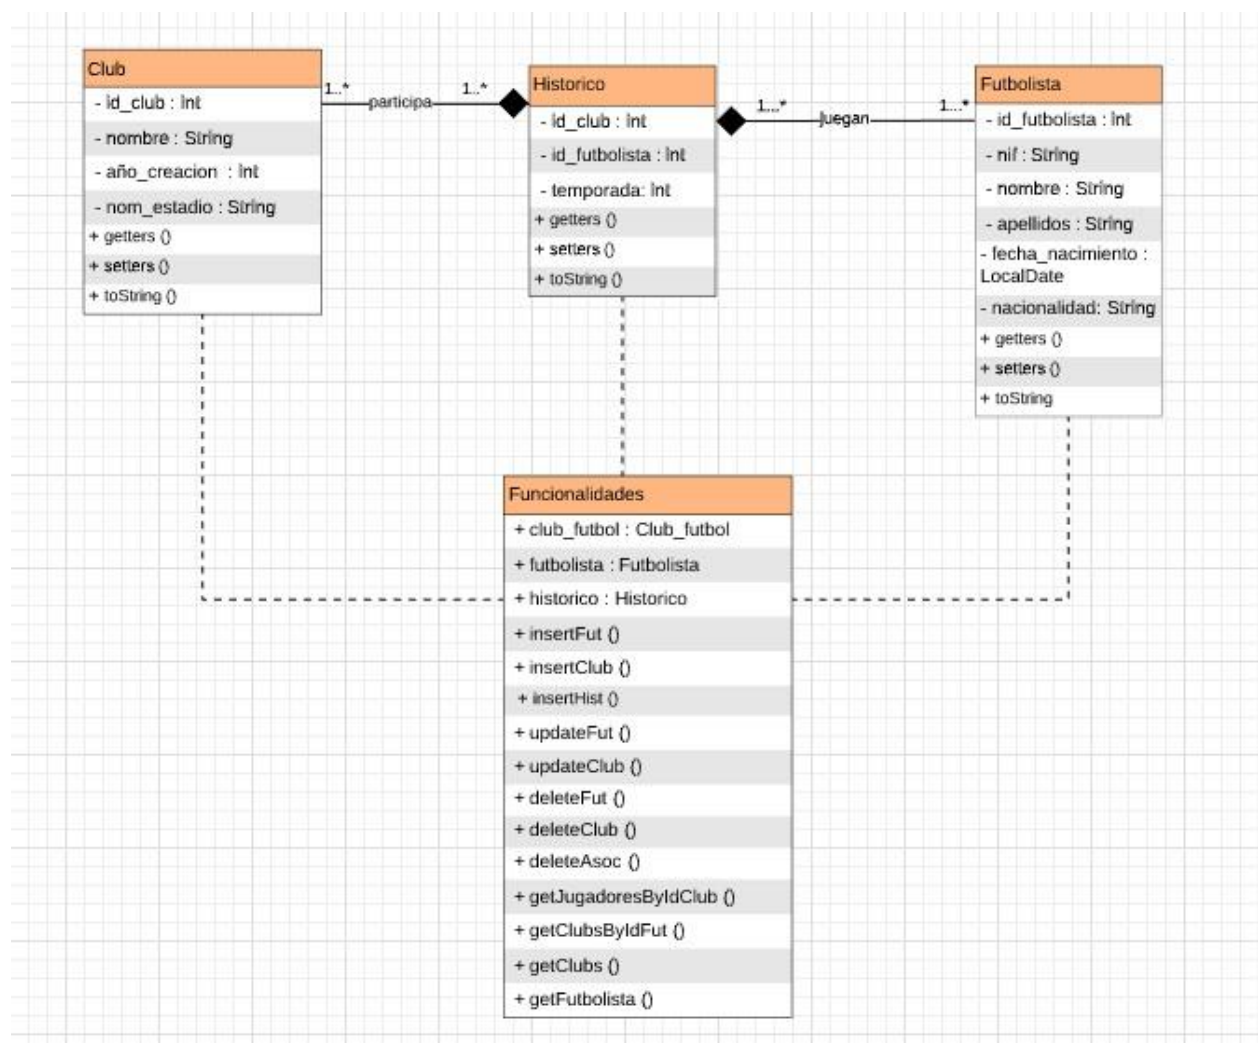 Club
- id_club : int
- nombre : String
- año_creacion : int
- nom_estadio : String
+ getters ()
+ setters ()
+ toString ()
1..*
participa
1..*
Historico
- id_club : int
- id_futbolista : int
- temporada: int
+ getters ()
+ setters ()
+ toString ()
1...*
juegan
1...*
Futbolista
- id_futbolista : int
- nif : String
- nombre : String
- apellidos : String
- fecha_nacimiento :
LocalDate
- nacionalidad: String
+ getters ()
+ setters ()
+ toString
Funcionalidades
+ club_futbol : Club_futbol
+ futbolista : Futbolista
+ historico : Historico
+ insertFut ()
+ insertClub ()
+ insertHist ()
+ updateFut ()
+ updateClub ()
+ deleteFut ()
+ deleteClub ()
+ deleteAsoc ()
+ getJugadoresByIdClub ()
+ getClubsByIdFut ()
+ getClubs ()
+ getFutbolista ()